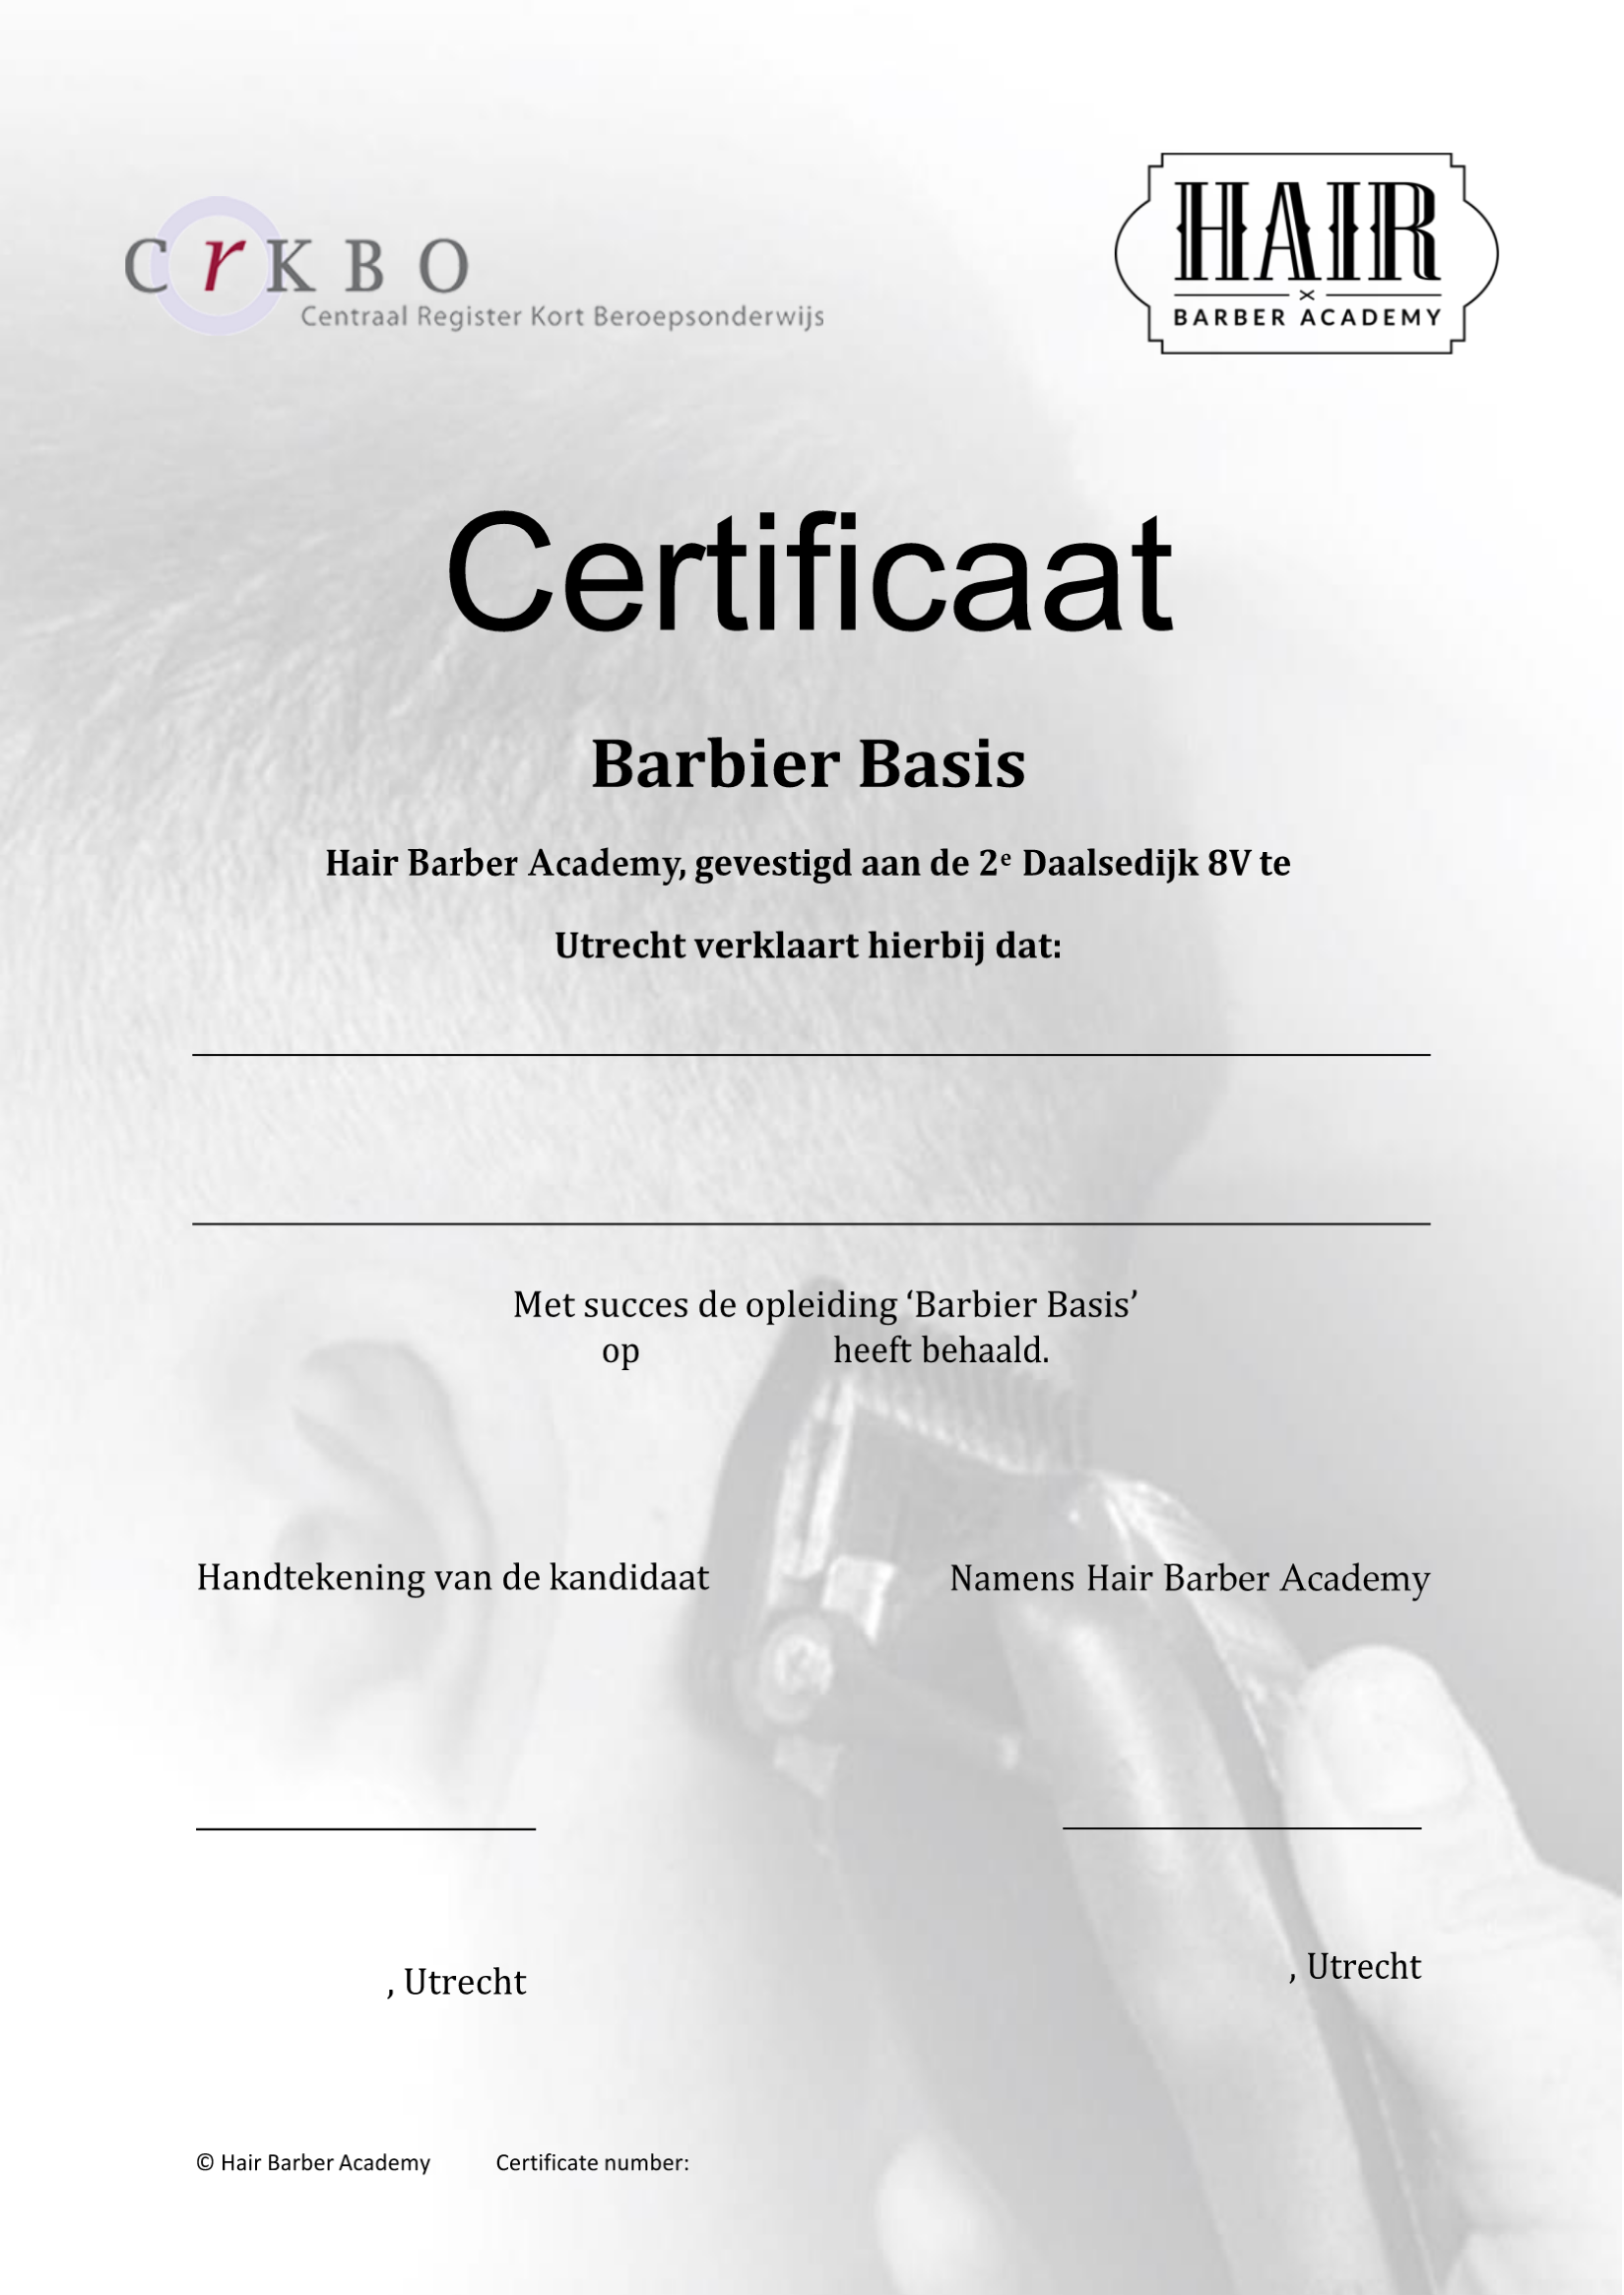 C r K B O
Centraal Register Kort Beroepsonderwijs
HAIR
BARBER ACADEMY
Certificaat
Barbier Basis
Hair Barber Academy, gevestigd aan de 2e Daalsedijk 8V te
Utrecht verklaart hierbij dat:
Met succes de opleiding ‘Barbier Basis’
op heeft behaald.
Handtekening van de kandidaat
Namens Hair Barber Academy
, Utrecht
, Utrecht
© Hair Barber Academy Certificate number: